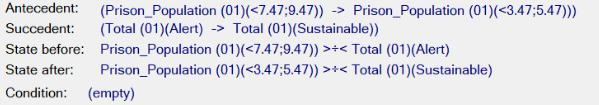 Antecedent: (Prison_Population (01)(<7.47;9.47)) -> Prison_Population (01)(<3.47;5.47)))
Succedent: (Total (01)(Alert) -> Total (01)(Sustainable))
State before: Prison_Population (01)(<7.47;9.47)) >÷< Total (01)(Alert)
State after: Prison_Population (01)(<3.47;5.47)) >÷< Total (01)(Sustainable)
Condition: (empty)